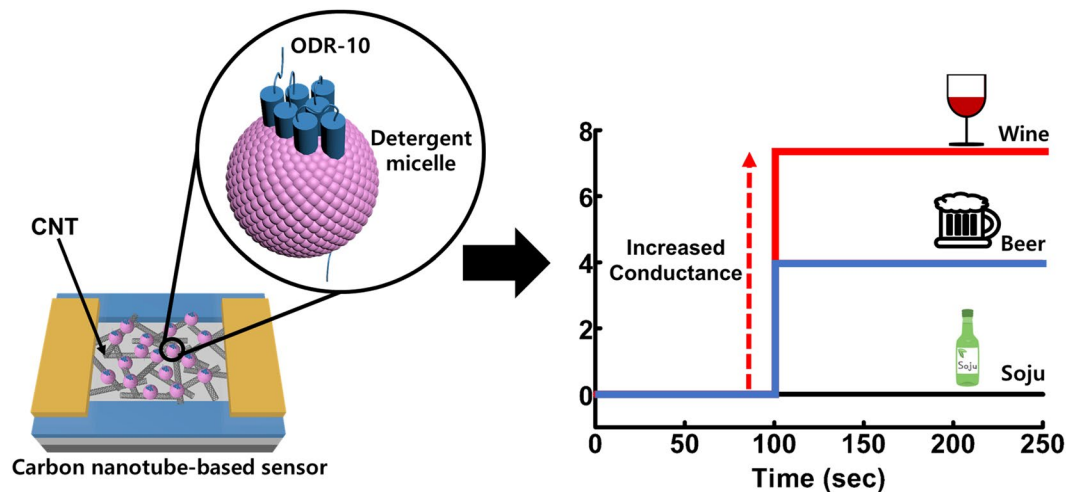 ODR-10
Detergent
micelle
CNT
Carbon nanotube-based sensor
8
6
4
2
0
Increased
Conductance
Wine
Beer
Soju
Soju
0
50
100
150
200
250
Time (sec)